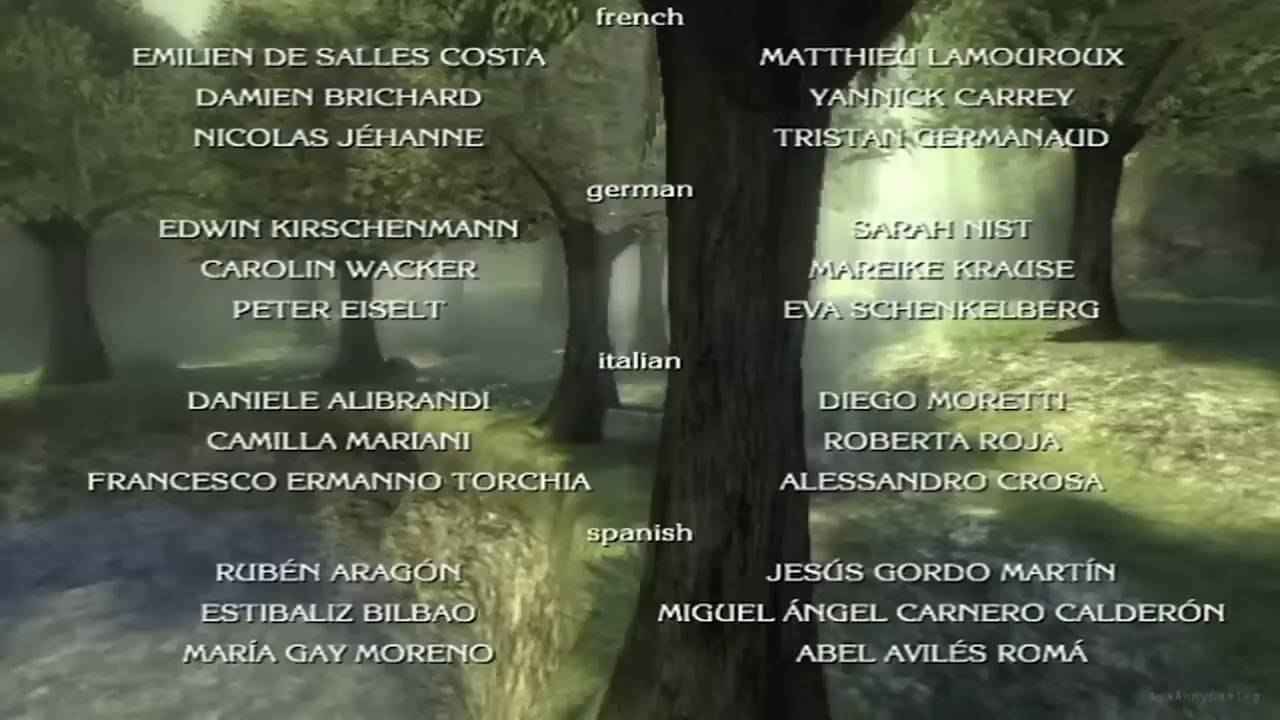 french
EMILIEN DE SALLES COSTA MATTHIEU LAMOUROUX
DAMIEN BRICHARD YANNICK CARREY
NICOLAS JÉHANNE TRISTAN GERMANAUD
german
EDWIN KIRSCHENMANN SARAH NIST
CAROLIN WACKER MAREIKE KRAUSE
PETER EISELT EVA SCHENKELBERG
italian
DANIELE ALIBRANDI DIEGO MORETTI
CAMILLA MARIANI ROBERTA ROJA
FRANCESCO ERMANNO TORCHIA ALESSANDRO CROSA
spanish
RUBÉN ARAGÓN JESÚS GORDO MARTÍN
ESTIBALIZ BILBAO MIGUEL ÁNGEL CARNERO CALDERÓN
MARÍA GAY MORENO ABEL AVILÉS ROMÁ